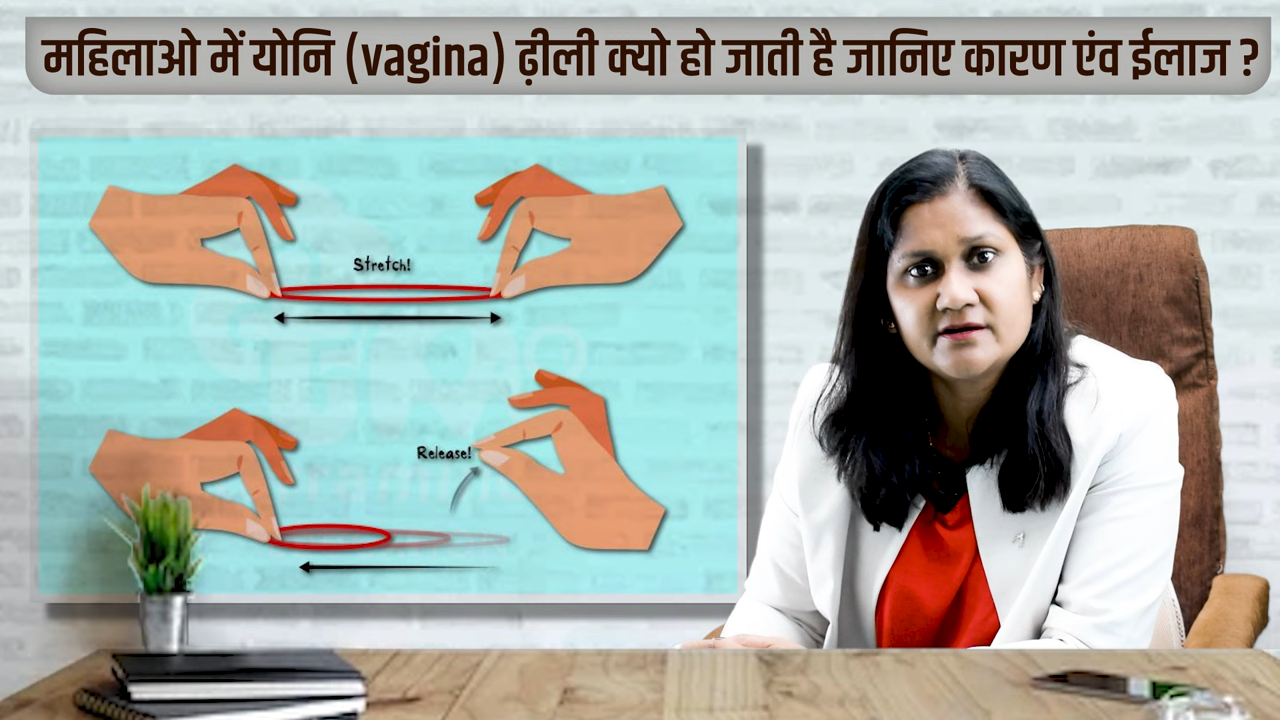 महिलाओ में योनि (vagina) ढ़ीली क्यो हो जाती है जानिए कारण एंव ईलाज ?
Stretch!
Release!